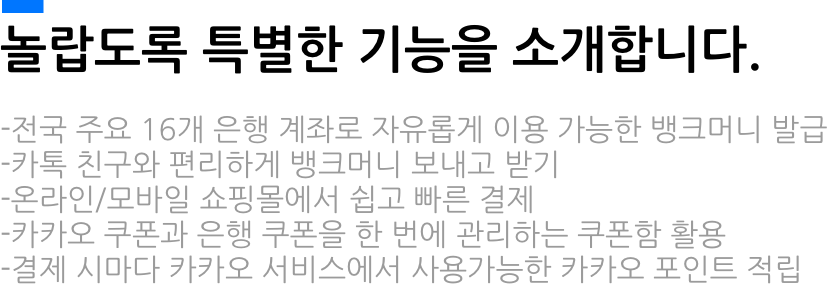 놀랍도록 특별한 기능을 소개합니다.
-전국 주요 16개 은행 계좌로 자유롭게 이용 가능한 뱅크머니 발급
-카톡 친구와 편리하게 뱅크머니 보내고 받기
-온라인/모바일 쇼핑몰에서 쉽고 빠른 결제
-카카오 쿠폰과 은행 쿠폰을 한 번에 관리하는 쿠폰함 활용
-결제 시마다 카카오 서비스에서 사용가능한 카카오 포인트 적립